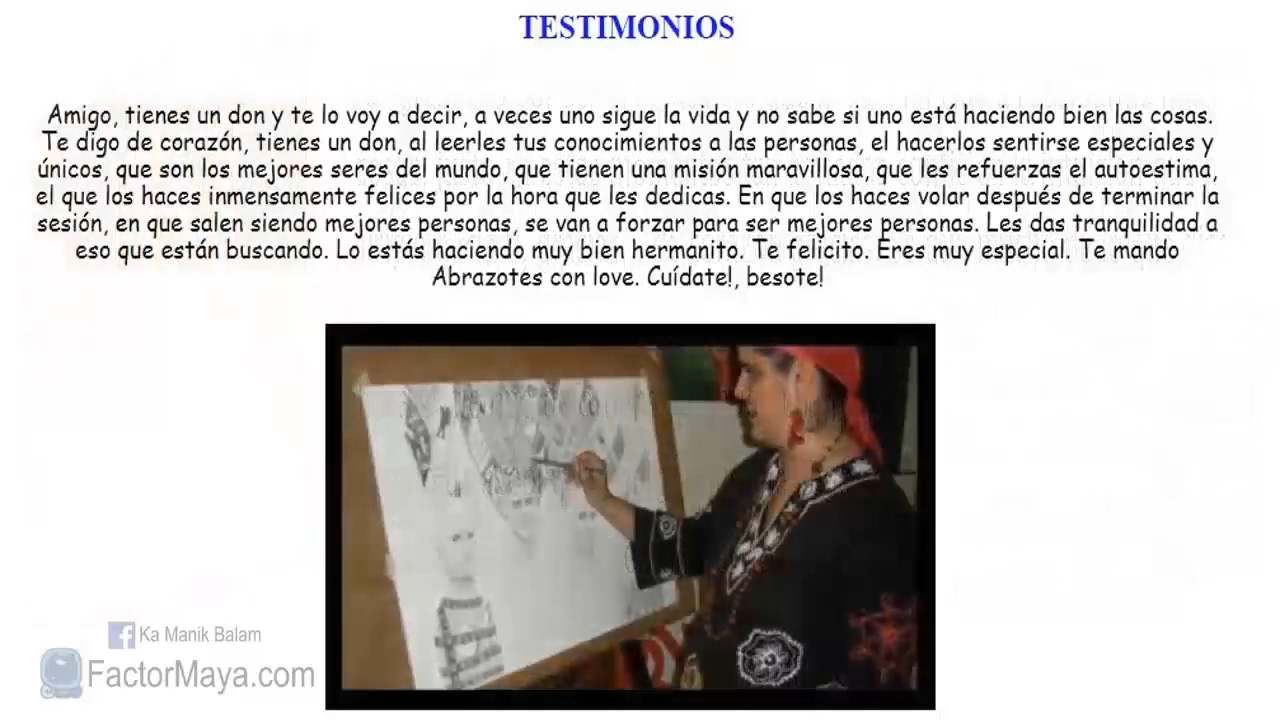 TESTIMONIOS
Amigo, tienes un don y te lo voy a decir, a veces uno sigue la vida y no sabe si uno está haciendo bien las cosas.
Te digo de corazón, tienes un don, al leerles tus conocimientos a las personas, el hacerlos sentirse especiales y
únicos, que son los mejores seres del mundo, que tienen una misión maravillosa, que les refuerzas el autoestima,
el que los haces inmensamente felices por la hora que les dedicas. En que los haces volar después de terminar la
sesión, en que salen siendo mejores personas, se van a forzar para ser mejores personas. Les das tranquilidad a
eso que están buscando. Lo estás haciendo muy bien hermanito. Te felicito. Eres muy especial. Te mando
Abrazotes con love. Cuídate!, besote!
Ka Manik Balam
FactorMaya.com